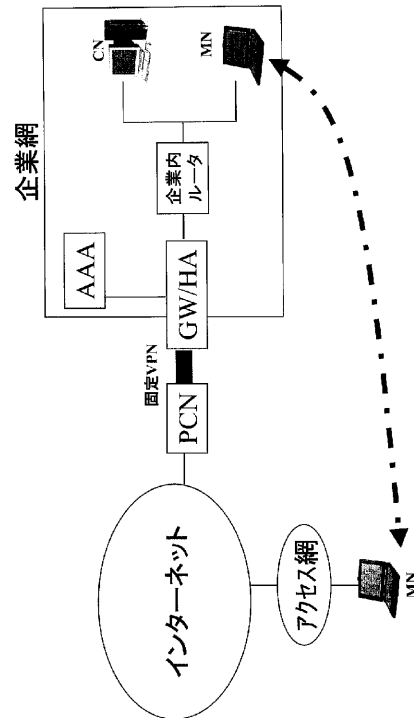 企業網
AAA
CN
MN
企業内
ルータ
GW/HA
固定VPN
PCN
インターネット
アクセス網
MN